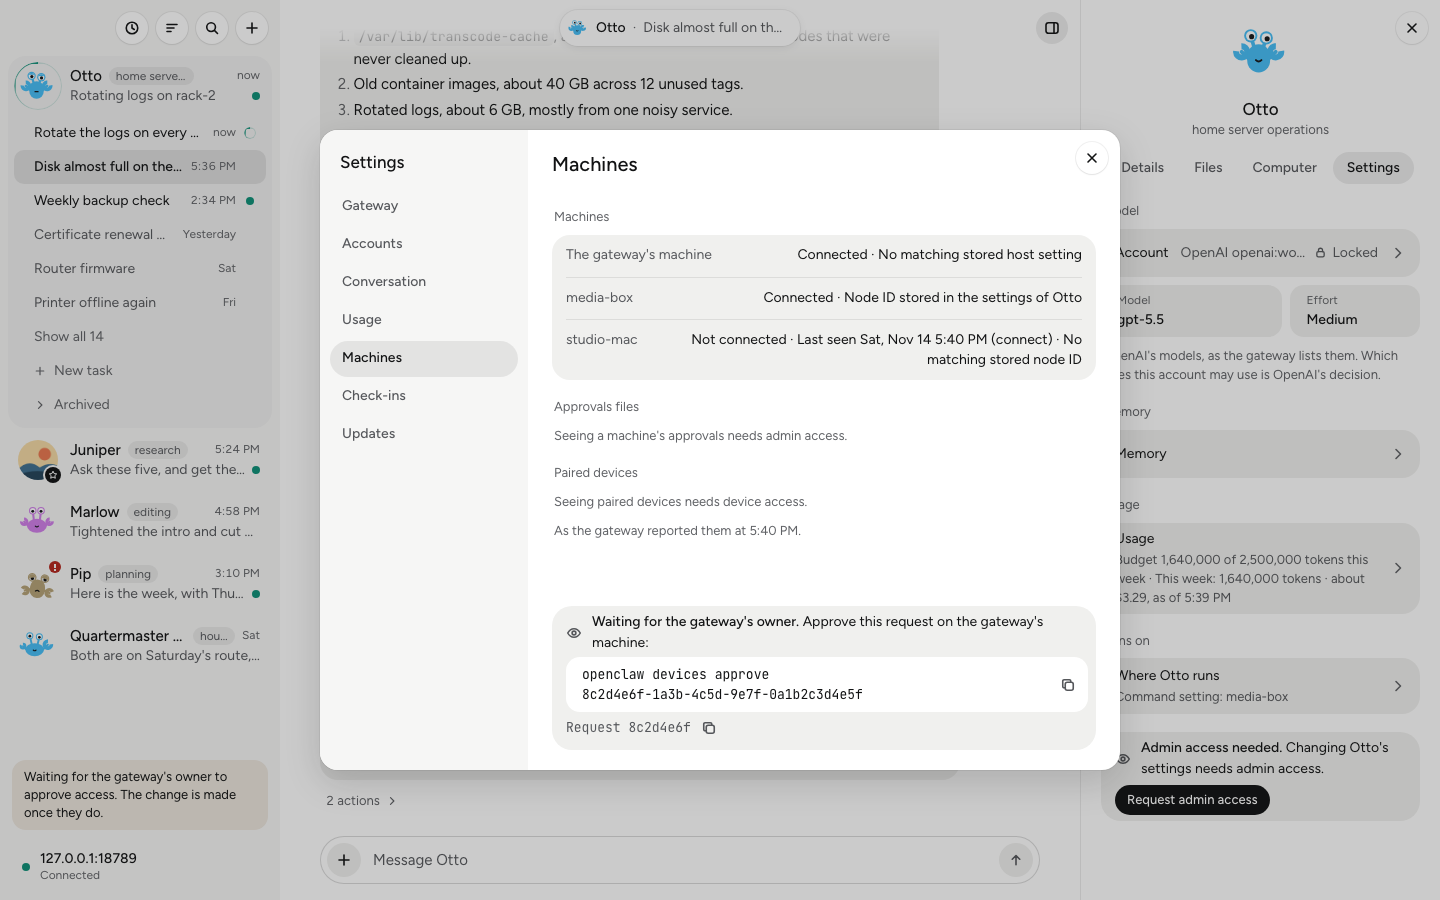 Otto
home serve...
now
Rotating logs on rack-2
Rotate the logs on every ...
now
Disk almost full on the...
5:36 PM
Weekly backup check
2:34 PM
Certificate renewal ...
Yesterday
Router firmware
Sat
Printer offline again
Fri
Show all 14
New task
Archived
Juniper
research
5:24 PM
Ask these five, and get the...
Marlow
editing
4:58 PM
Tightened the intro and cut ...
Pip
planning
3:10 PM
Here is the week, with Thu...
Quartermaster ...
hou...
Sat
Both are on Saturday's route,...
Waiting for the gateway's owner to
approve access. The change is made
once they do.
127.0.0.1:18789
Connected
Otto · Disk almost full on th...
1. /var/lib/transcode-cache, that were
never cleaned up.
2. Old container images, about 40 GB across 12 unused tags.
3. Rotated logs, about 6 GB, mostly from one noisy service.
Settings
Gateway
Accounts
Conversation
Usage
Machines
Check-ins
Updates
Machines
Machines
The gateway's machine
Connected · No matching stored host setting
media-box
Connected · Node ID stored in the settings of Otto
studio-mac
Not connected · Last seen Sat, Nov 14 5:40 PM (connect) · No
matching stored node ID
Approvals files
Seeing a machine's approvals needs admin access.
Paired devices
Seeing paired devices needs device access.
As the gateway reported them at 5:40 PM.
Waiting for the gateway's owner. Approve this request on the gateway's
machine:
openclaw devices approve
8c2d4e6f-1a3b-4c5d-9e7f-0a1b2c3d4e5f
Request 8c2d4e6f
2 actions
Message Otto
Otto
home server operations
Details
Files
Computer
Settings
Account
OpenAI openai:wo...
Locked
Model
gpt-5.5
Effort
Medium
OpenAI's models, as the gateway lists them. Which
this account may use is OpenAI's decision.
Memory
Usage
Budget 1,640,000 of 2,500,000 tokens this
week · This week: 1,640,000 tokens · about
$3.29, as of 5:39 PM
Where Otto runs
Command setting: media-box
Admin access needed. Changing Otto's
settings needs admin access.
Request admin access